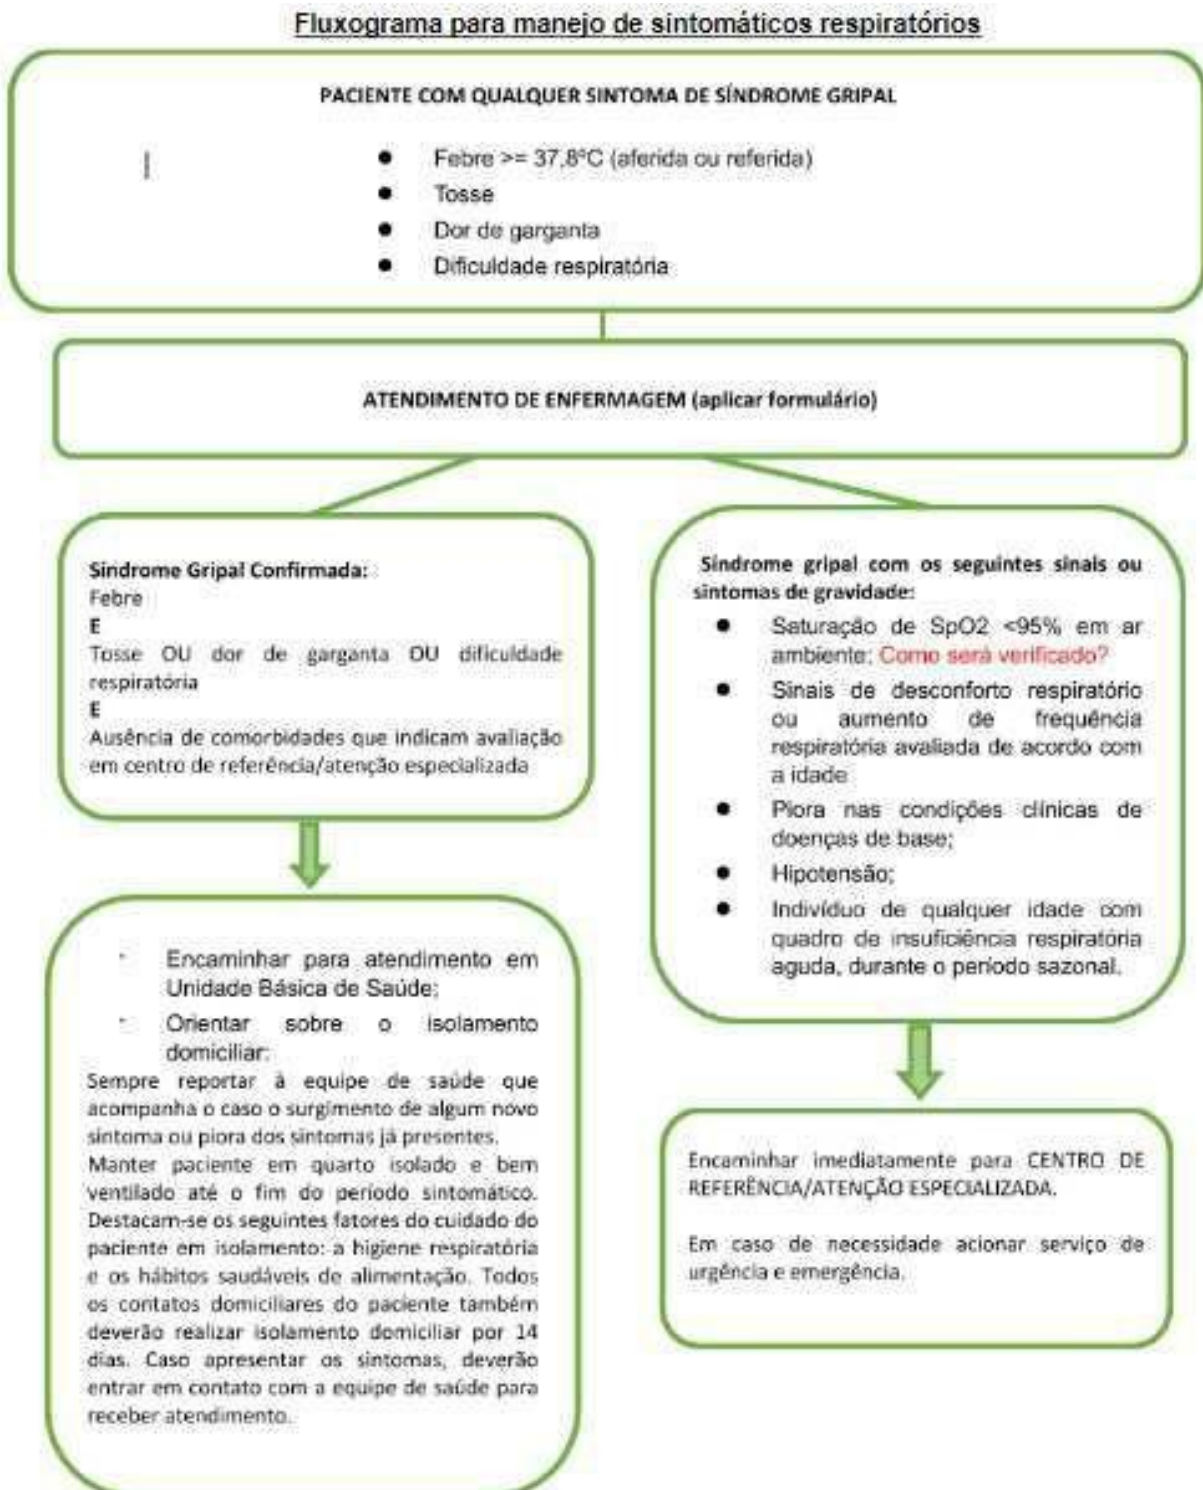 Fluxograma para manejo de sintomáticos respiratórios
PACIENTE COM QUALQUER SINTOMA DE SÍNDROME GRIPAL
● Febre >= 37,8ºC (aferida ou referida)
● Tosse
● Dor de garganta
● Dificuldade respiratória
ATENDIMENTO DE ENFERMAGEM (aplicar formulário)
Síndrome Gripal Confirmada:
Febre
E
Tosse OU dor de garganta OU dificuldade
respiratória
E
Ausência de comorbidades que indicam avaliação
em centro de referência/atenção especializada
- Encaminhar para atendimento em
Unidade Básica de Saúde;
- Orientar sobre o isolamento
domiciliar:
Sempre reportar à equipe de saúde que
acompanha o caso o surgimento de algum novo
sintoma ou piora dos sintomas já presentes.
Manter paciente em quarto isolado e bem
ventilado até o fim do período sintomático.
Destacam-se os seguintes fatores do cuidado do
paciente em isolamento: a higiene respiratória
e os hábitos saudáveis de alimentação. Todos
os contatos domiciliares do paciente também
deverão realizar isolamento domiciliar por 14
dias. Caso apresentar os sintomas, deverão
entrar em contato com a equipe de saúde para
receber atendimento.
Síndrome gripal com os seguintes sinais ou
sintomas de gravidade:
● Saturação de SpO2 <95% em ar
ambiente; Como será verificado?
● Sinais de desconforto respiratório
ou aumento de frequência
respiratória avaliada de acordo com
a idade
● Piora nas condições clínicas de
doenças de base;
● Hipotensão;
● Indivíduo de qualquer idade com
quadro de insuficiência respiratória
aguda, durante o período sazonal.
Encaminhar imediatamente para CENTRO DE
REFERÊNCIA/ATENÇÃO ESPECIALIZADA.
Em caso de necessidade acionar serviço de
urgência e emergência.